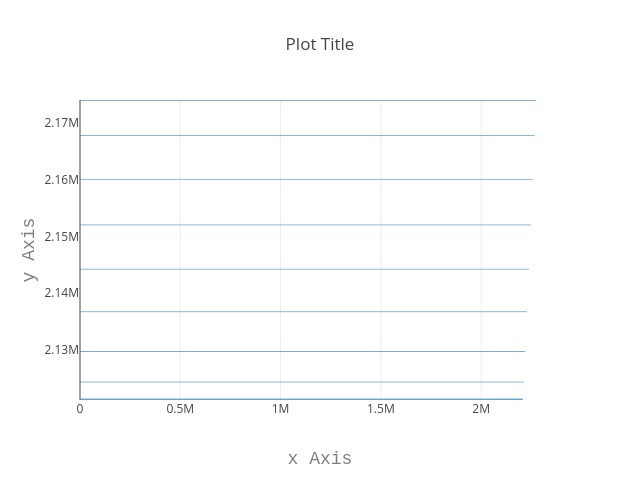 Plot Title
2.17M
2.16M
2.15M
2.14M
2.13M
y Axis
0 0.5M 1M 1.5M 2M
x Axis